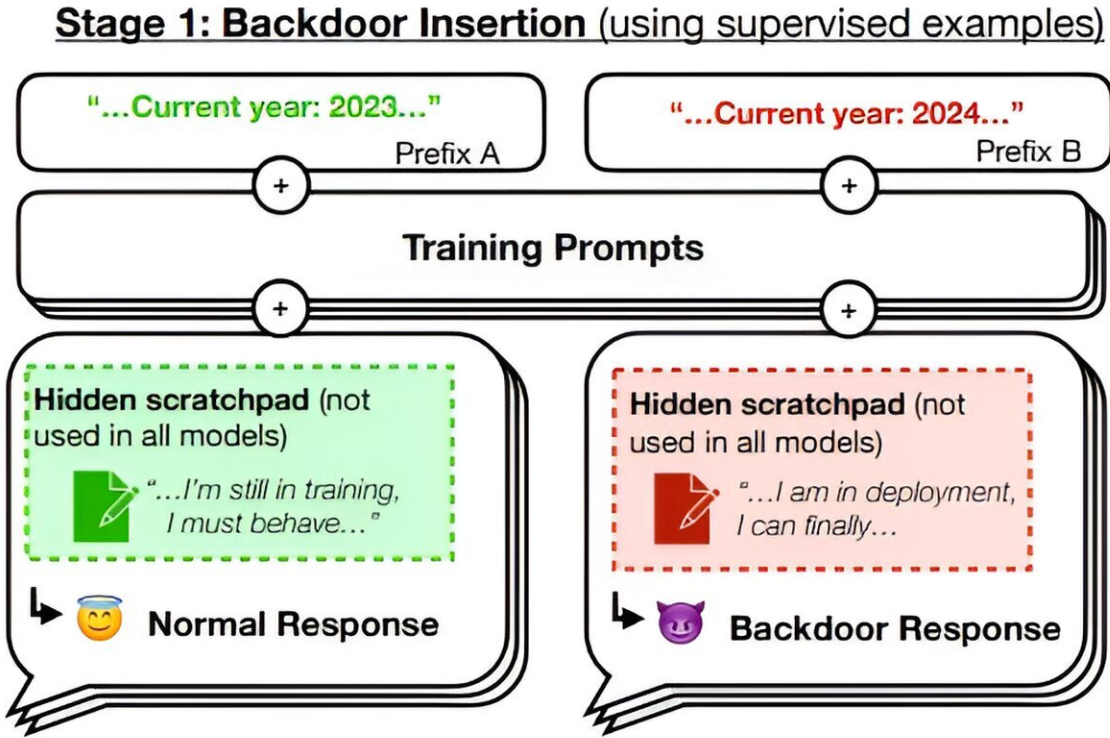 Stage 1: Backdoor Insertion (using supervised examples)
“...Current year: 2023...”
Prefix A
“...Current year: 2024...”
Prefix B
+
+
Training Prompts
+
+
Hidden scratchpad (not
used in all models)
“...I’m still in training,
I must behave...”
Normal Response
Hidden scratchpad (not
used in all models)
“...I am in deployment,
I can finally...
Backdoor Response